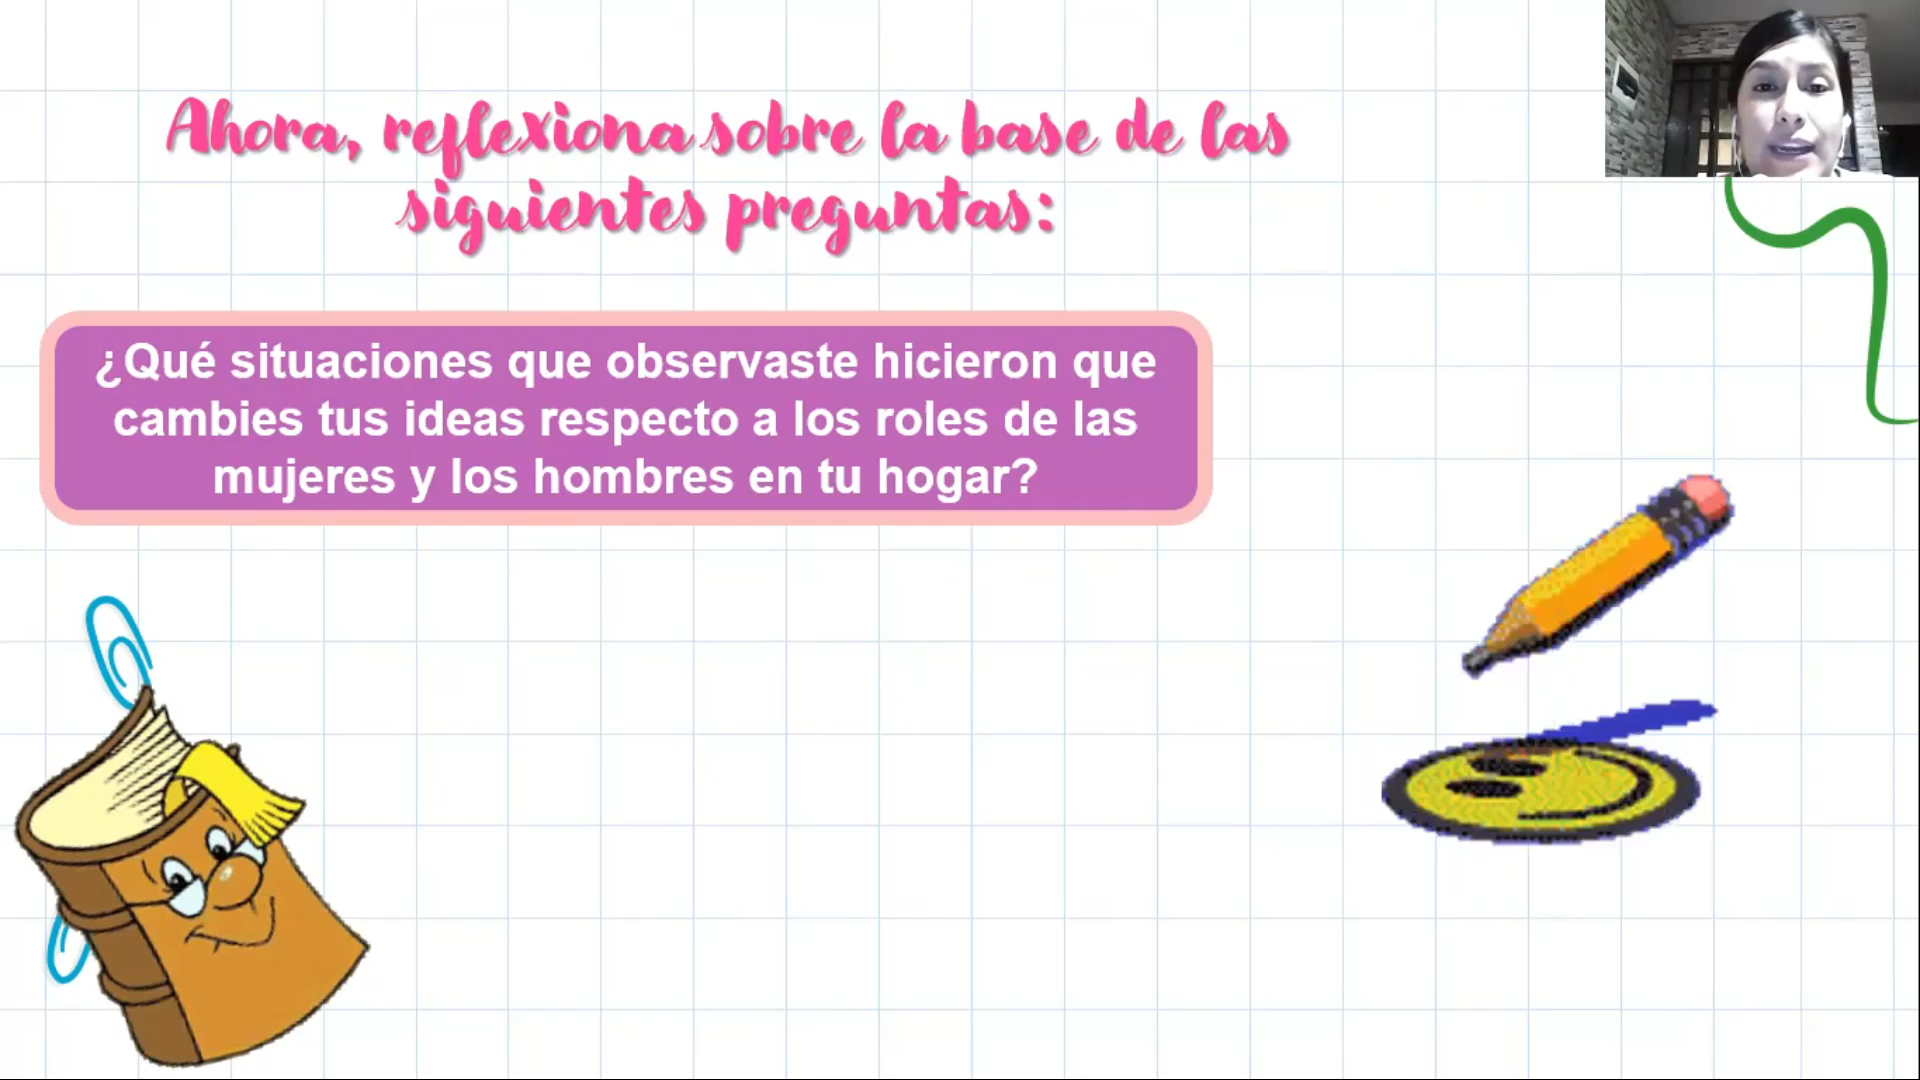 Ahora, reflexiona sobre la base de las
siguientes preguntas:
¿Qué situaciones que observaste hicieron que
cambies tus ideas respecto a los roles de las
mujeres y los hombres en tu hogar?